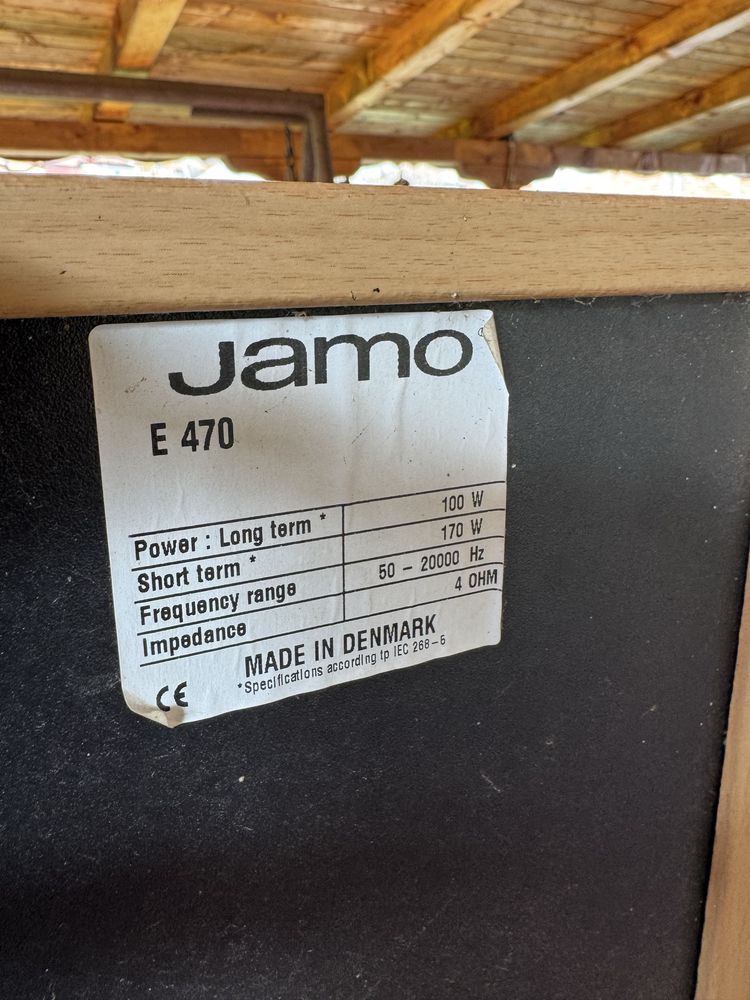 Jamo
E 470
Power : Long term * 100 W
Short term * 170 W
Frequency range 50 – 20000 Hz
Impedance 4 OHM
MADE IN DENMARK
*Specifications according tp IEC 268–5
CE